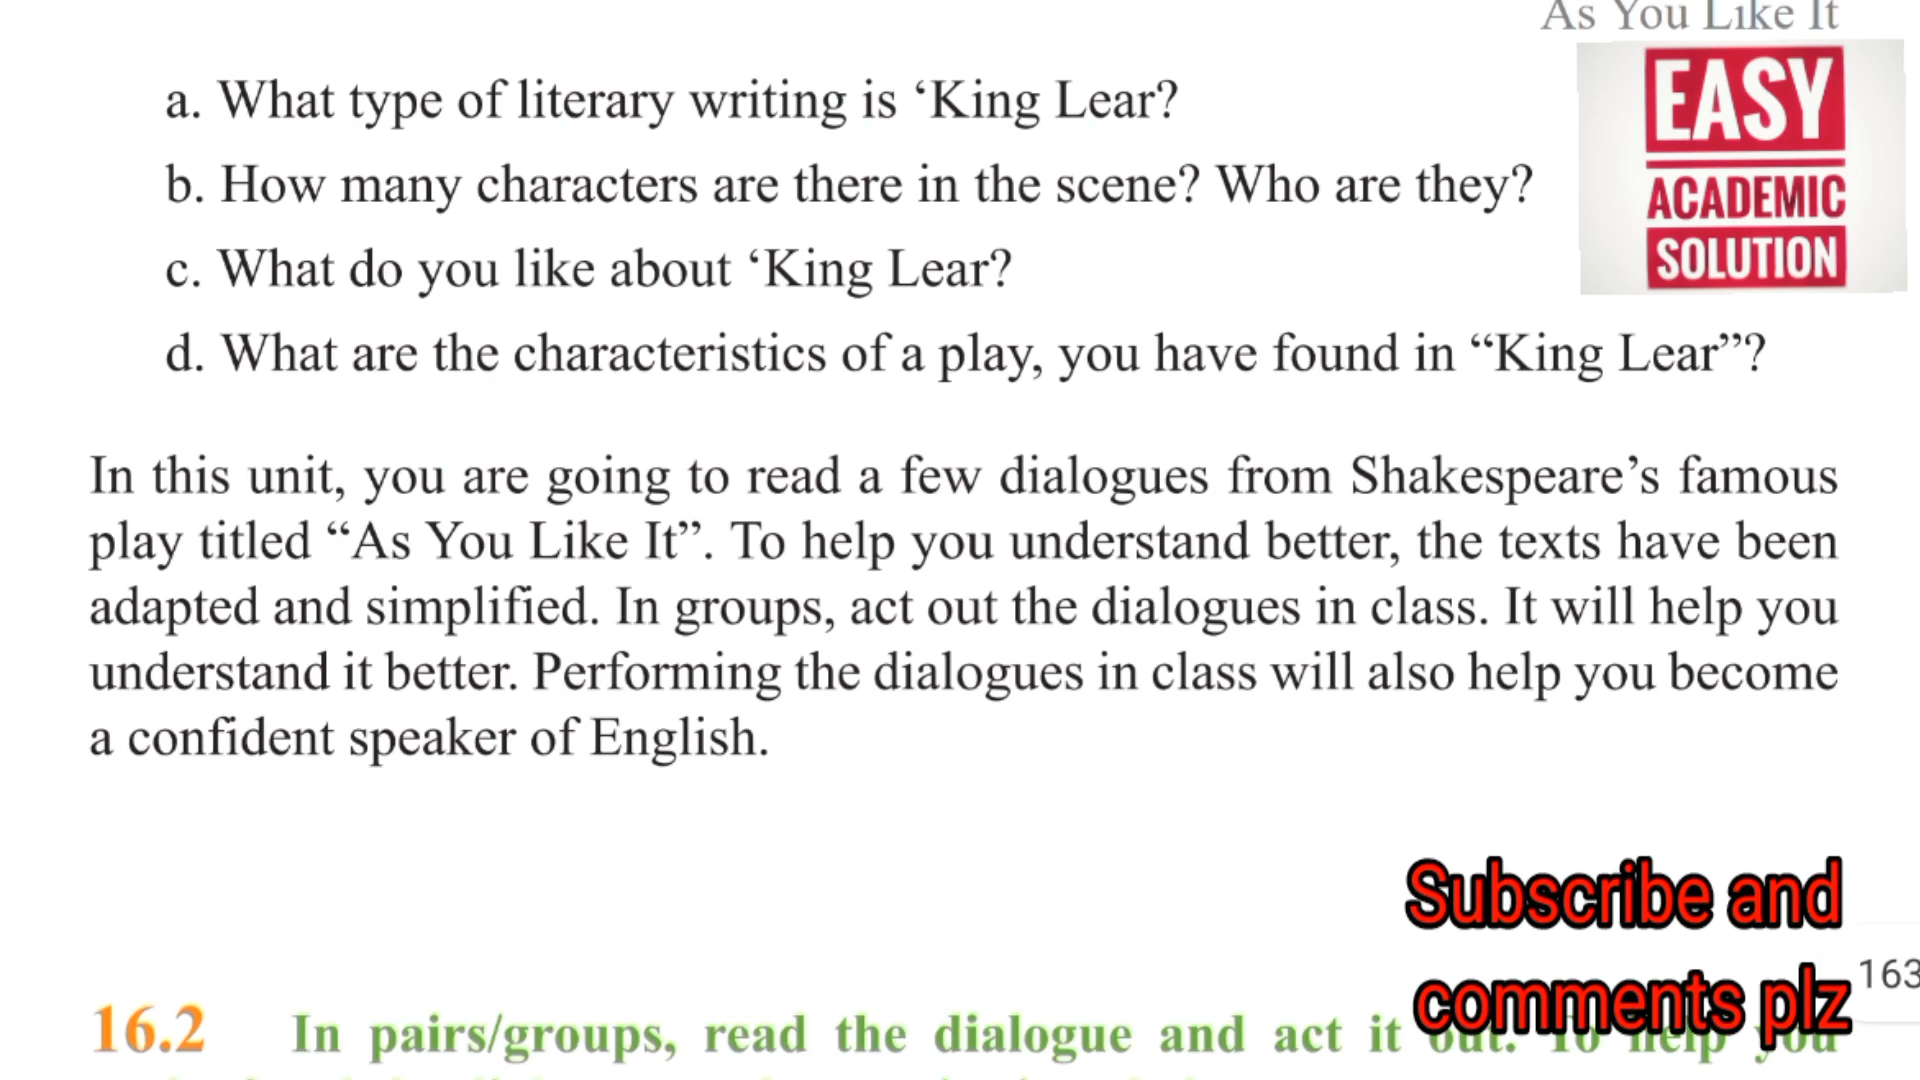 As You Like It
EASY
ACADEMIC
SOLUTION
a. What type of literary writing is ‘King Lear?
b. How many characters are there in the scene? Who are they?
c. What do you like about ‘King Lear?
d. What are the characteristics of a play, you have found in “King Lear”?
In this unit, you are going to read a few dialogues from Shakespeare’s famous
play titled “As You Like It”. To help you understand better, the texts have been
adapted and simplified. In groups, act out the dialogues in class. It will help you
understand it better. Performing the dialogues in class will also help you become
a confident speaker of English.
Subscribe and
comments plz
163
16.2 In pairs/groups, read the dialogue and act it out. To help you